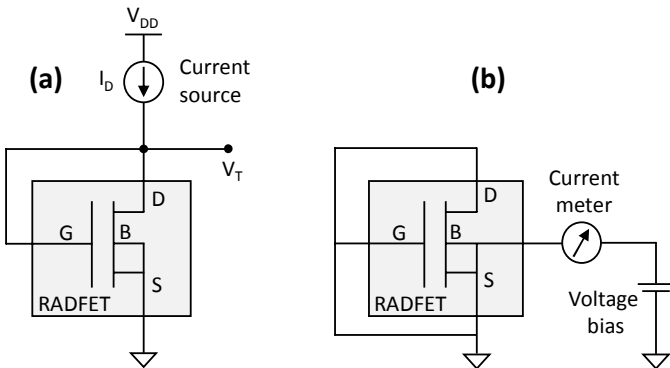 (a)
V_DD
I_D
Current
source
V_T
D
G
B
S
RADFET
(b)
D
G
B
S
RADFET
Current
meter
Voltage
bias